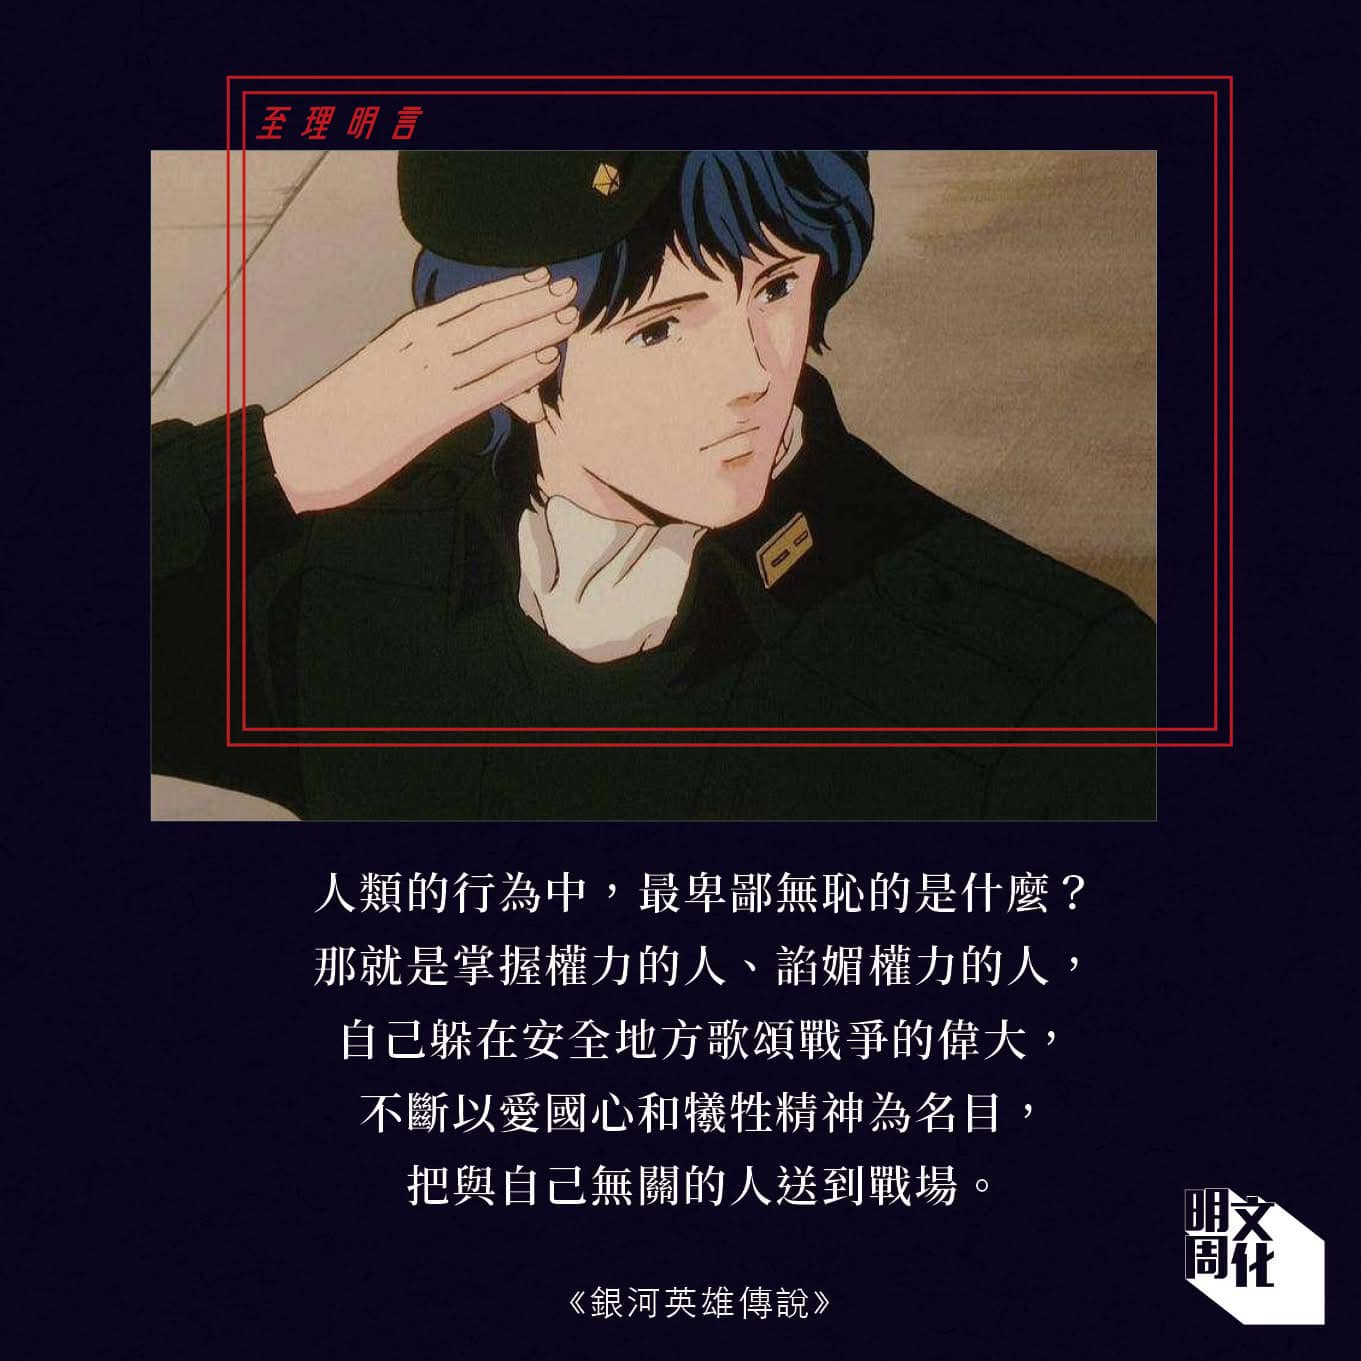 至理明言
人類的行為中，最卑鄙無恥的是什麼？
那就是掌握權力的人、諂媚權力的人，
自己躲在安全地方歌頌戰爭的偉大，
不斷以愛國心和犧牲精神為名目，
把與自己無關的人送到戰場。
《銀河英雄傳說》
明周文化